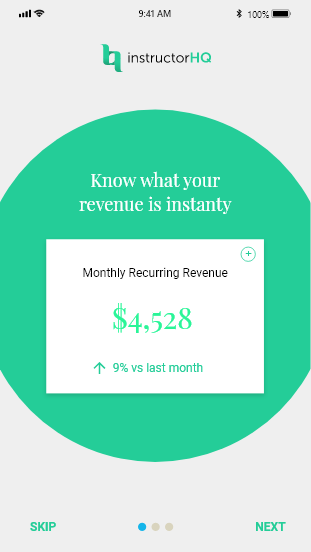 9:41 AM
100%
instructorHQ
Know what your
revenue is instanty
Monthly Recurring Revenue
$4,528
9% vs last month
SKIP
NEXT